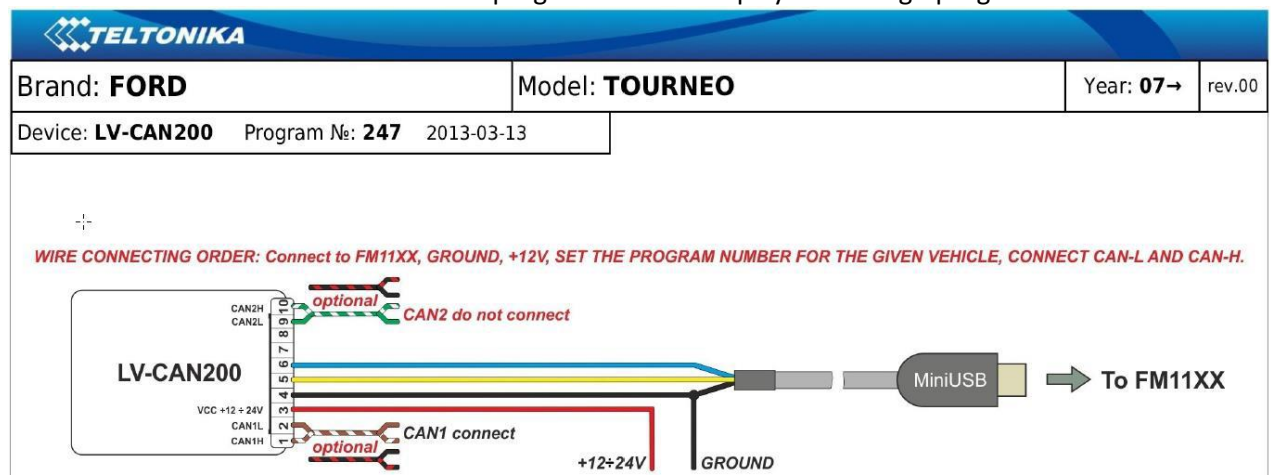 TELTONIKA
Brand: FORD Model: TOURNEO Year: 07→ rev.00
Device: LV-CAN200 Program №: 247 2013-03-13
WIRE CONNECTING ORDER: Connect to FM11XX, GROUND, +12V, SET THE PROGRAM NUMBER FOR THE GIVEN VEHICLE, CONNECT CAN-L AND CAN-H.
optional
CAN2H 10
CAN2L 9
CAN2 do not connect
8
7
6
LV-CAN200
5
MiniUSB
To FM11XX
4
VCC +12 ÷ 24V 3
CAN1L 2
CAN1 connect
CAN1H 1
optional
+12÷24V
GROUND